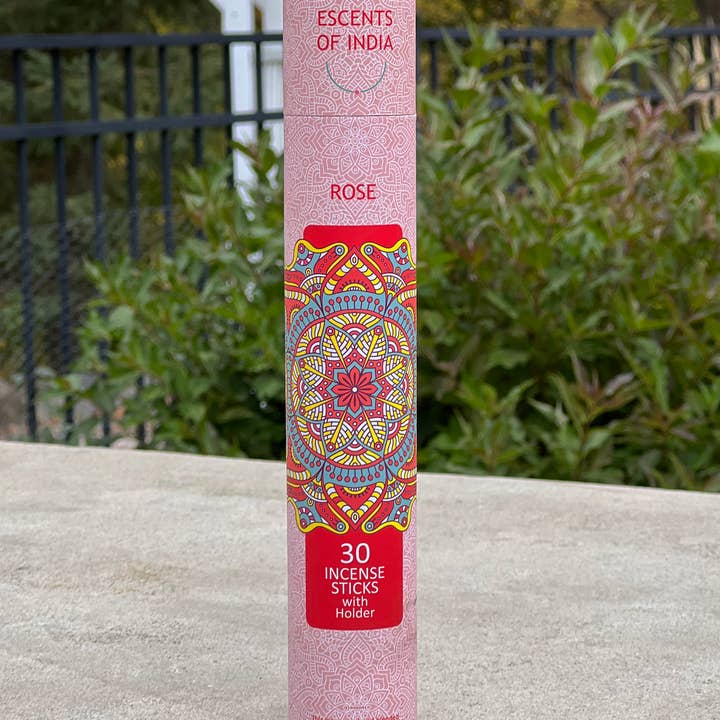 ESCENTS
OF INDIA
ROSE
30
INCENSE
STICKS
with
Holder